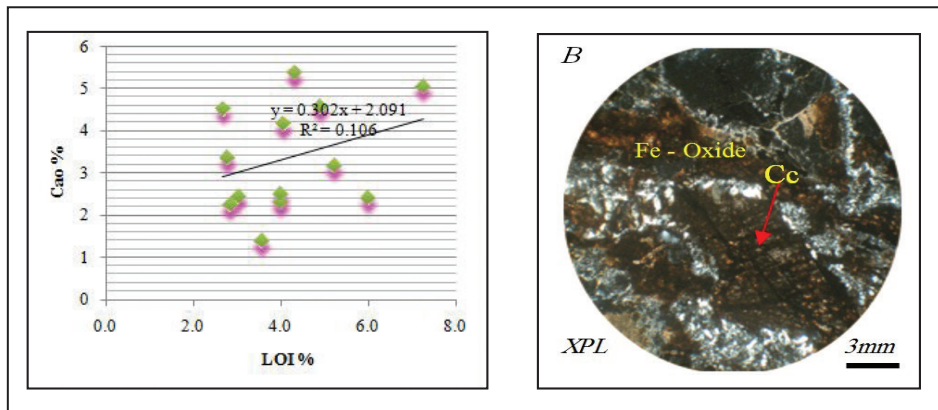 6
5
4
3
2
1
0
Cao %
y = 0.302x + 2.091
R² = 0.106
0.0 2.0 4.0 6.0 8.0
LOI %
B
Fe - Oxide
Cc
XPL
3mm